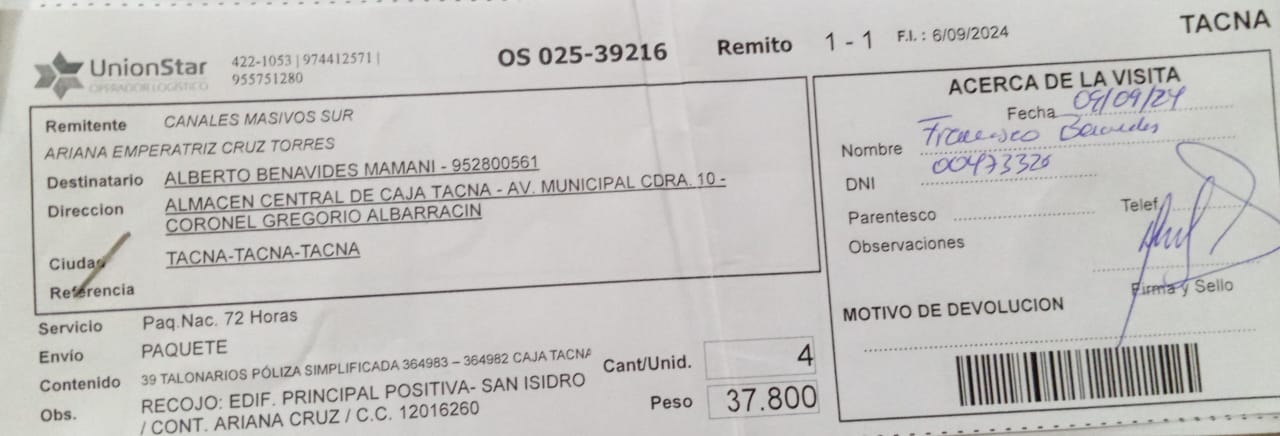 TACNA
UnionStar
OPERADOR LOGÍSTICO
422-1053 | 974412571 |
955751280
OS 025-39216
Remito 1 - 1 F.I. : 6/09/2024
Remitente CANALES MASIVOS SUR
ARIANA EMPERATRIZ CRUZ TORRES
Destinatario ALBERTO BENAVIDES MAMANI - 952800561
Direccion ALMACEN CENTRAL DE CAJA TACNA - AV. MUNICIPAL CDRA. 10 -
CORONEL GREGORIO ALBARRACIN
Ciudad TACNA-TACNA-TACNA
Referencia
Servicio Paq.Nac. 72 Horas
Envío PAQUETE
Contenido 39 TALONARIOS PÓLIZA SIMPLIFICADA 364983 – 364982 CAJA TACNA
Obs. RECOJO: EDIF. PRINCIPAL POSITIVA- SAN ISIDRO
/ CONT. ARIANA CRUZ / C.C. 12016260
Cant/Unid. 4
Peso 37.800
ACERCA DE LA VISITA
Fecha 09/09/24
Nombre Francisco
DNI 00473326
Parentesco Telef.
Observaciones
Firma y Sello
MOTIVO DE DEVOLUCION